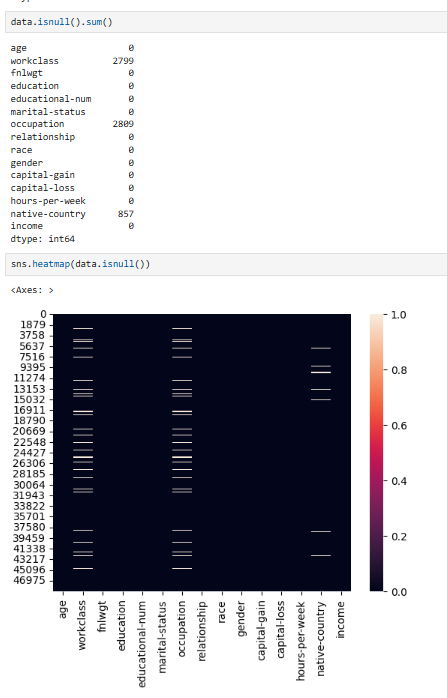 data.isnull().sum()
age 0
workclass 2799
fnlwgt 0
education 0
educational-num 0
marital-status 0
occupation 2809
relationship 0
race 0
gender 0
capital-gain 0
capital-loss 0
hours-per-week 0
native-country 857
income 0
dtype: int64
sns.heatmap(data.isnull())
<Axes: >
0
1879
3758
5637
7516
9395
11274
13153
15032
16911
18790
20669
22548
24427
26306
28185
30064
31943
33822
35701
37580
39459
41338
43217
45096
46975
1.0
0.8
0.6
0.4
0.2
0.0
age
workclass
fnlwgt
education
educational-num
marital-status
occupation
relationship
race
gender
capital-gain
capital-loss
hours-per-week
native-country
income